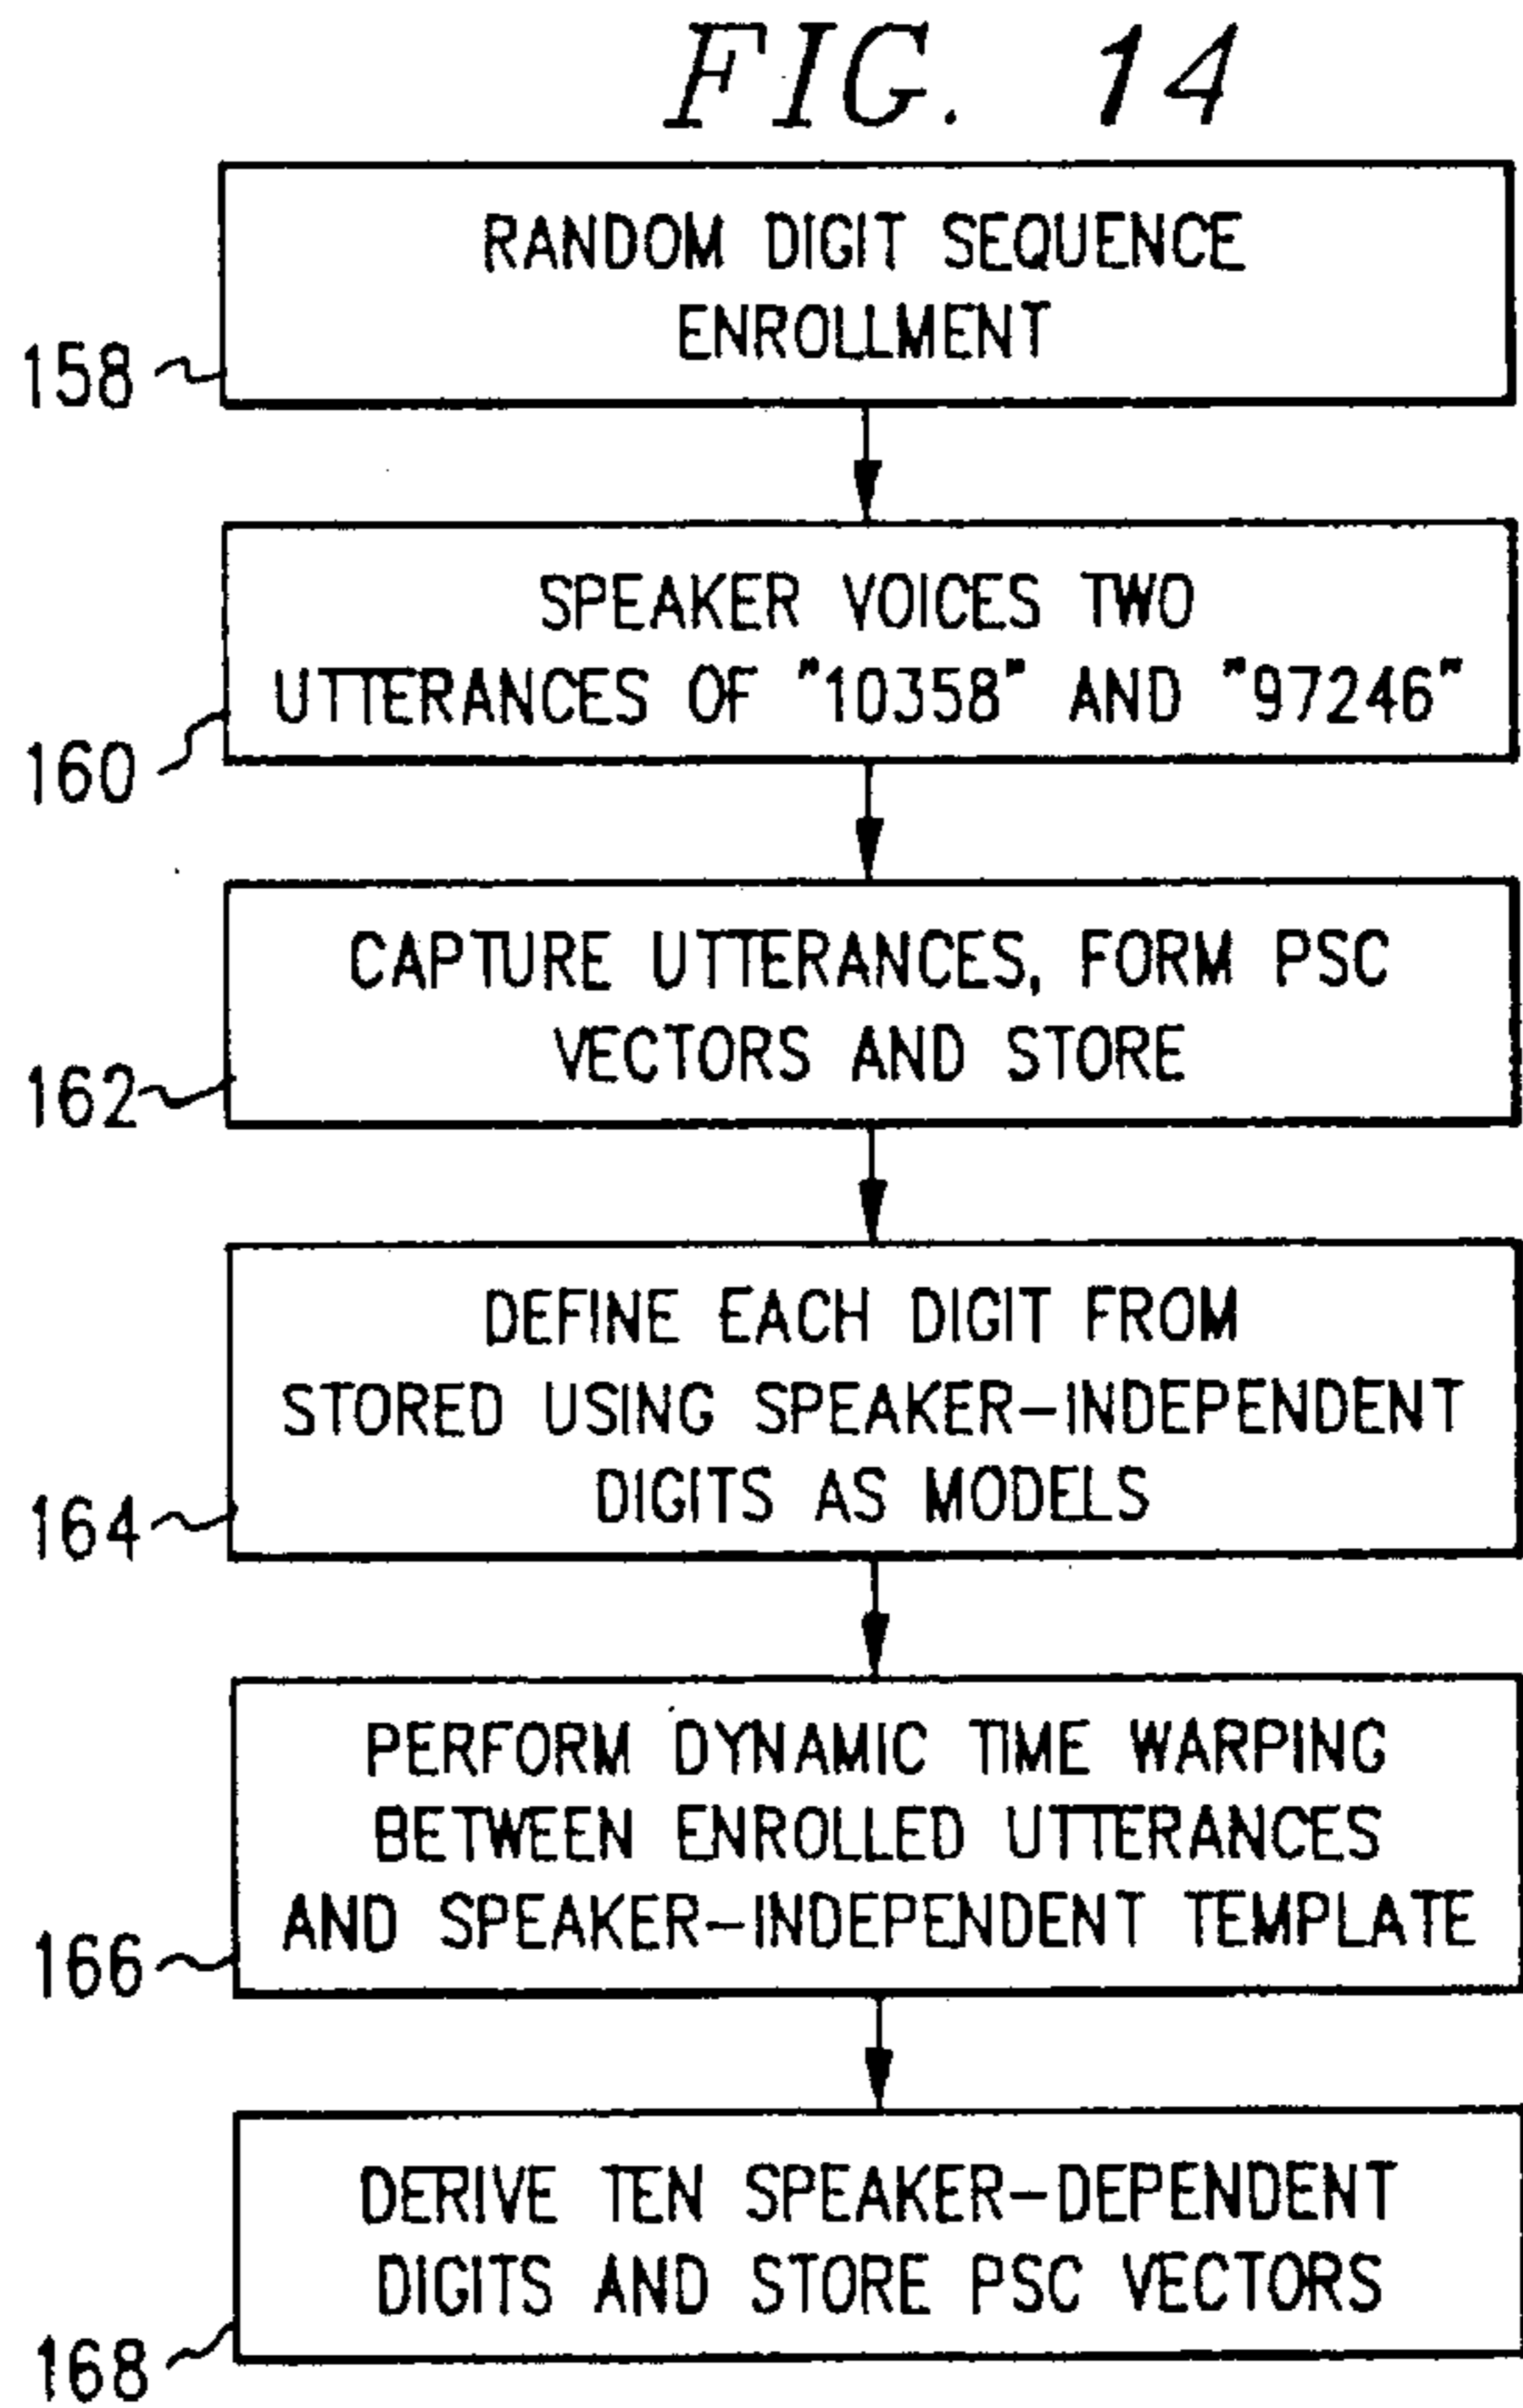 FIG. 14
RANDOM DIGIT SEQUENCE
ENROLLMENT
158
SPEAKER VOICES TWO
UTTERANCES OF "10358" AND "97246"
160
CAPTURE UTTERANCES, FORM PSC
VECTORS AND STORE
162
DEFINE EACH DIGIT FROM
STORED USING SPEAKER-INDEPENDENT
DIGITS AS MODELS
164
PERFORM DYNAMIC TIME WARPING
BETWEEN ENROLLED UTTERANCES
AND SPEAKER-INDEPENDENT TEMPLATE
166
DERIVE TEN SPEAKER-DEPENDENT
DIGITS AND STORE PSC VECTORS
168